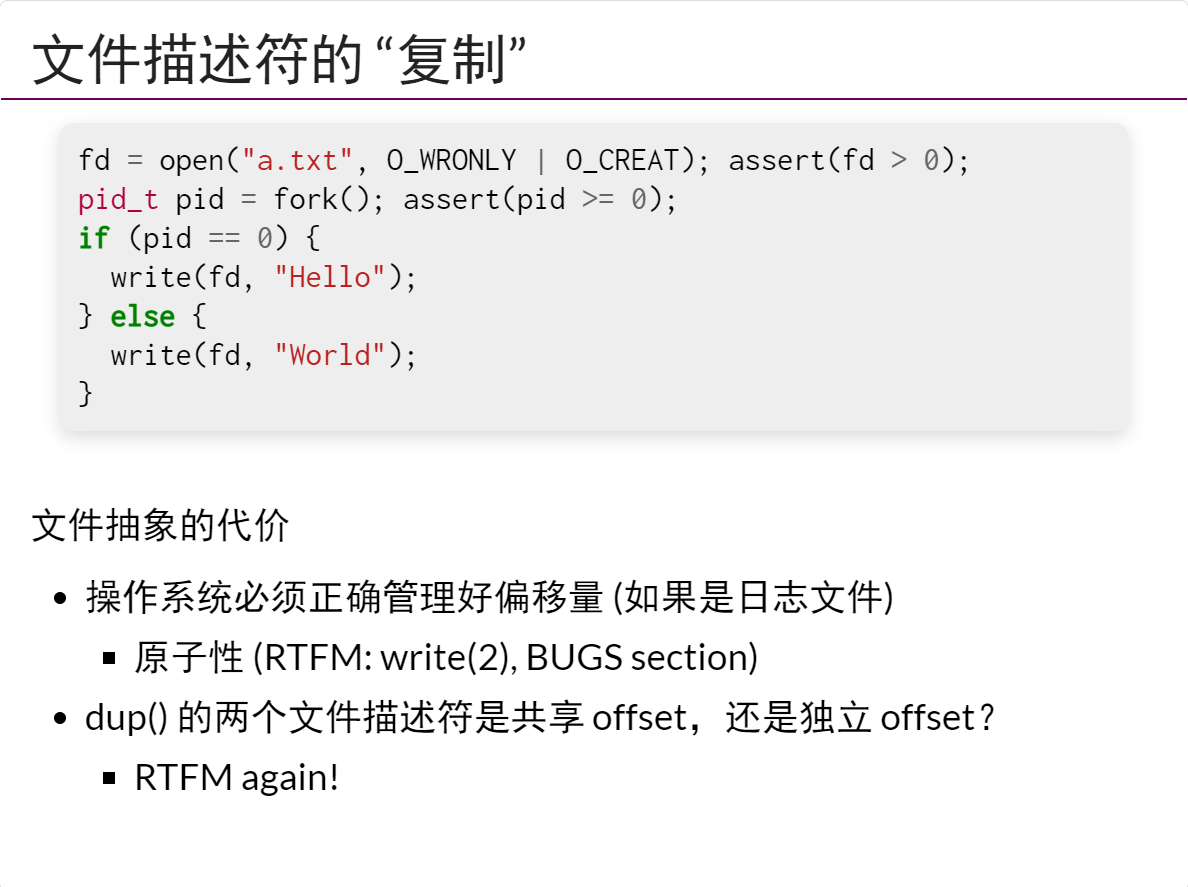 文件描述符的 “复制”
fd = open("a.txt", O_WRONLY | O_CREAT); assert(fd > 0);
pid_t pid = fork(); assert(pid >= 0);
if (pid == 0) {
  write(fd, "Hello");
} else {
  write(fd, "World");
}
文件抽象的代价
• 操作系统必须正确管理好偏移量 (如果是日志文件)
▪ 原子性 (RTFM: write(2), BUGS section)
• dup() 的两个文件描述符是共享 offset，还是独立 offset？
▪ RTFM again!